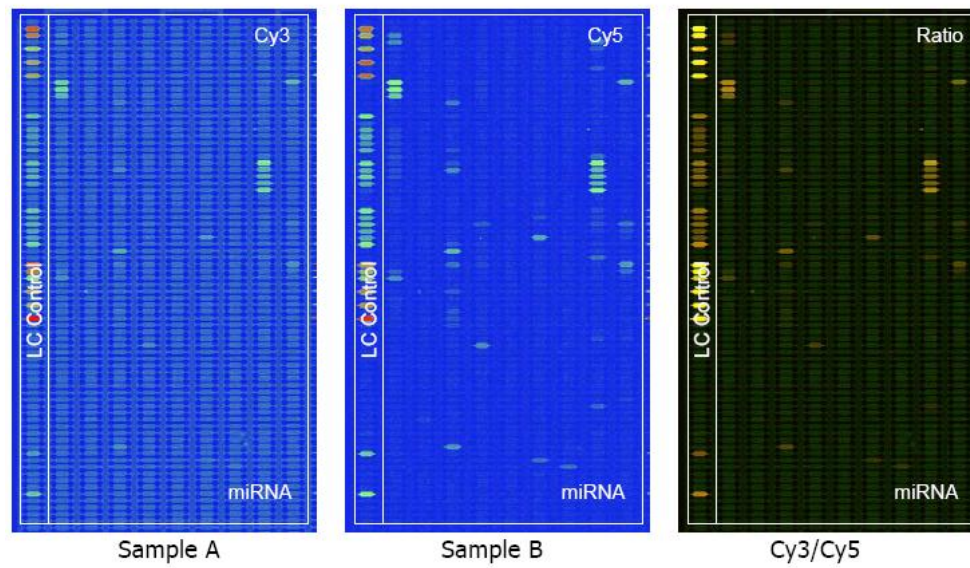 Cy3
LC Control
miRNA
Sample A
Cy5
LC Control
miRNA
Sample B
Ratio
LC Control
miRNA
Cy3/Cy5